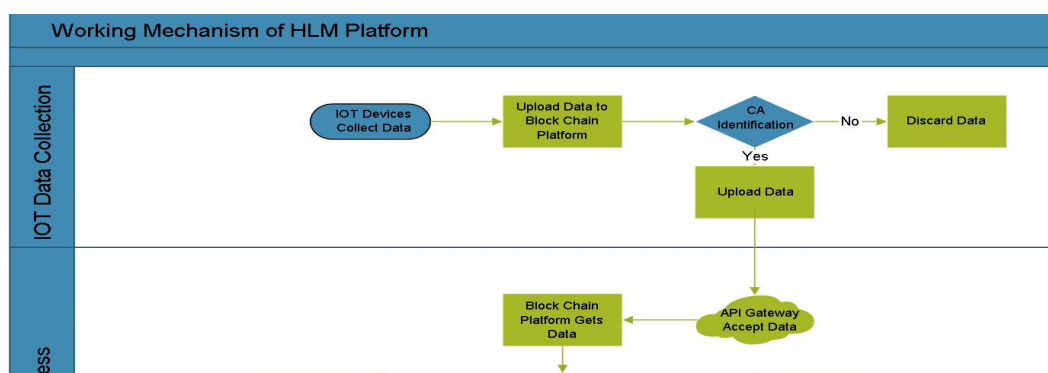 Working Mechanism of HLM Platform
IOT Data Collection
IOT Devices
Collect Data
Upload Data to
Block Chain
Platform
CA
Identification
No
Discard Data
Yes
Upload Data
API Gateway
Accept Data
Block Chain
Platform Gets
Data